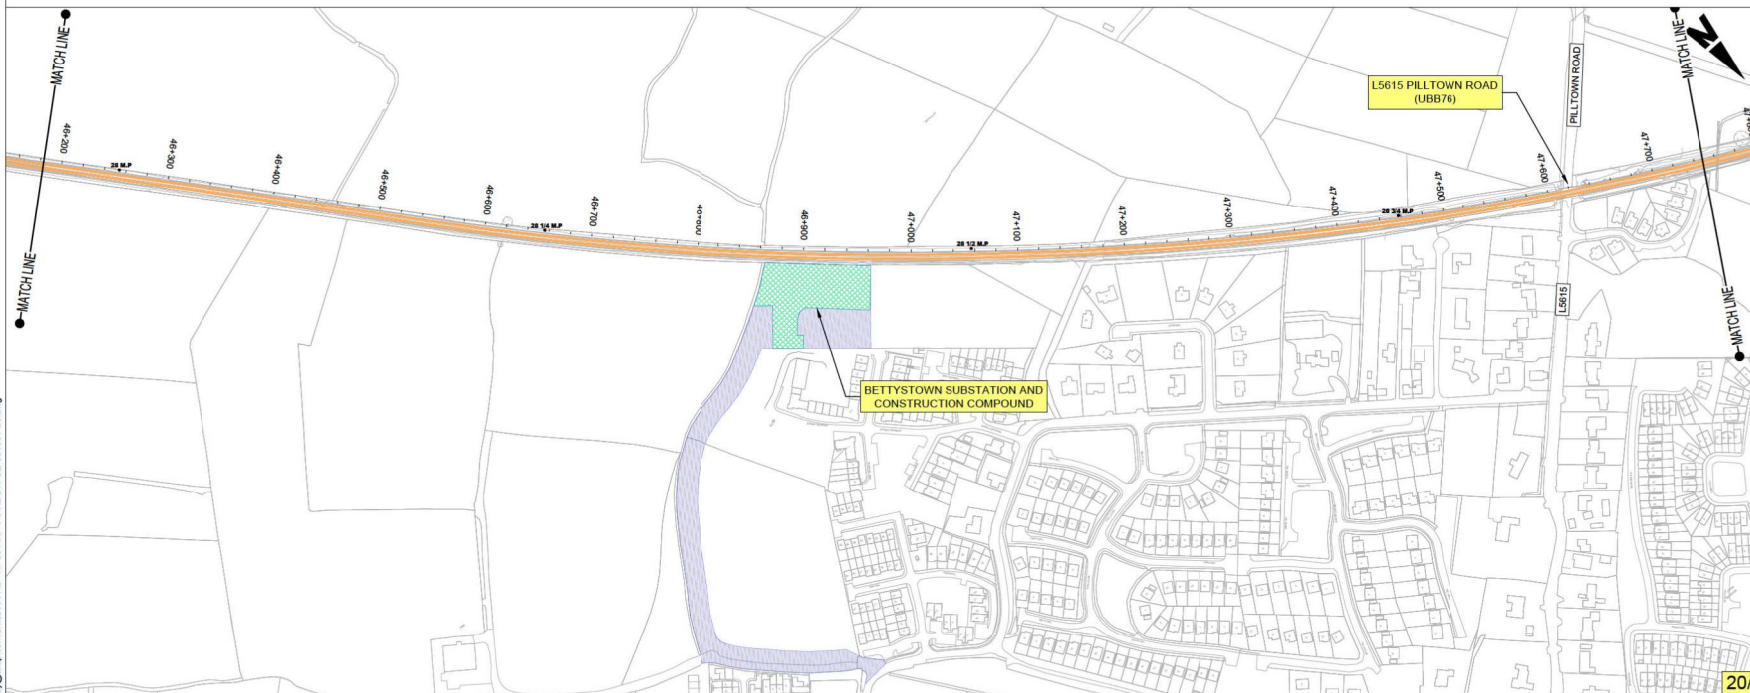 MATCH LINE
MATCH LINE
N
MATCH LINE
MATCH LINE
L5615 PILLTOWN ROAD
(UBB76)
PILLTOWN ROAD
L5615
46+200
28 M.P
46+300
46+400
46+500
46+600
28 1/4 M.P
46+700
46+900
47+000
28 1/2 M.P
47+100
47+200
47+300
47+400
28 3/4 M.P
47+500
47+600
47+700
BETTYSTOWN SUBSTATION AND
CONSTRUCTION COMPOUND
20/